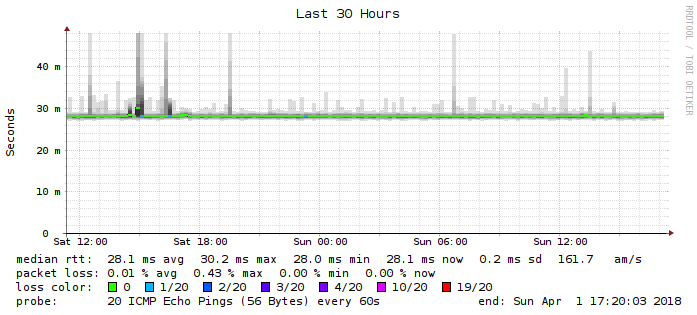 Last 30 Hours
RRDTOOL / TOBI OETIKER
Seconds
40 m
30 m
20 m
10 m
0
Sat 12:00 Sat 18:00 Sun 00:00 Sun 06:00 Sun 12:00
median rtt: 28.1 ms avg 30.2 ms max 28.0 ms min 28.1 ms now 0.2 ms sd 161.7 am/s
packet loss: 0.01 % avg 0.43 % max 0.00 % min 0.00 % now
loss color: 0 1/20 2/20 3/20 4/20 10/20 19/20
probe: 20 ICMP Echo Pings (56 Bytes) every 60s end: Sun Apr 1 17:20:03 2018